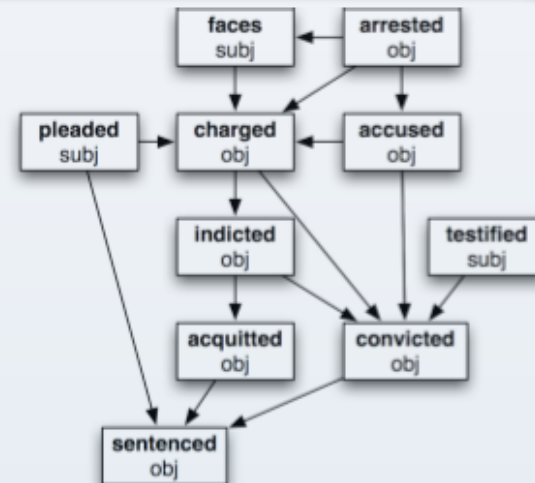 faces
subj
arrested
obj
pleaded
subj
charged
obj
accused
obj
indicted
obj
testified
subj
acquitted
obj
convicted
obj
sentenced
obj